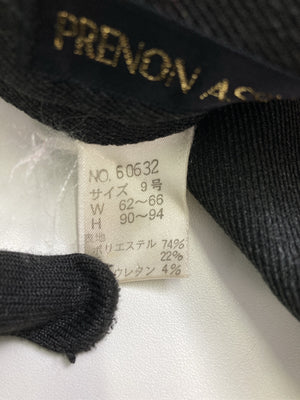 PRENON AS
NO. 60632
サイズ 9号
W 62～66
H 90～94
表地
ポリエステル 74%
22%
ウレタン 4%